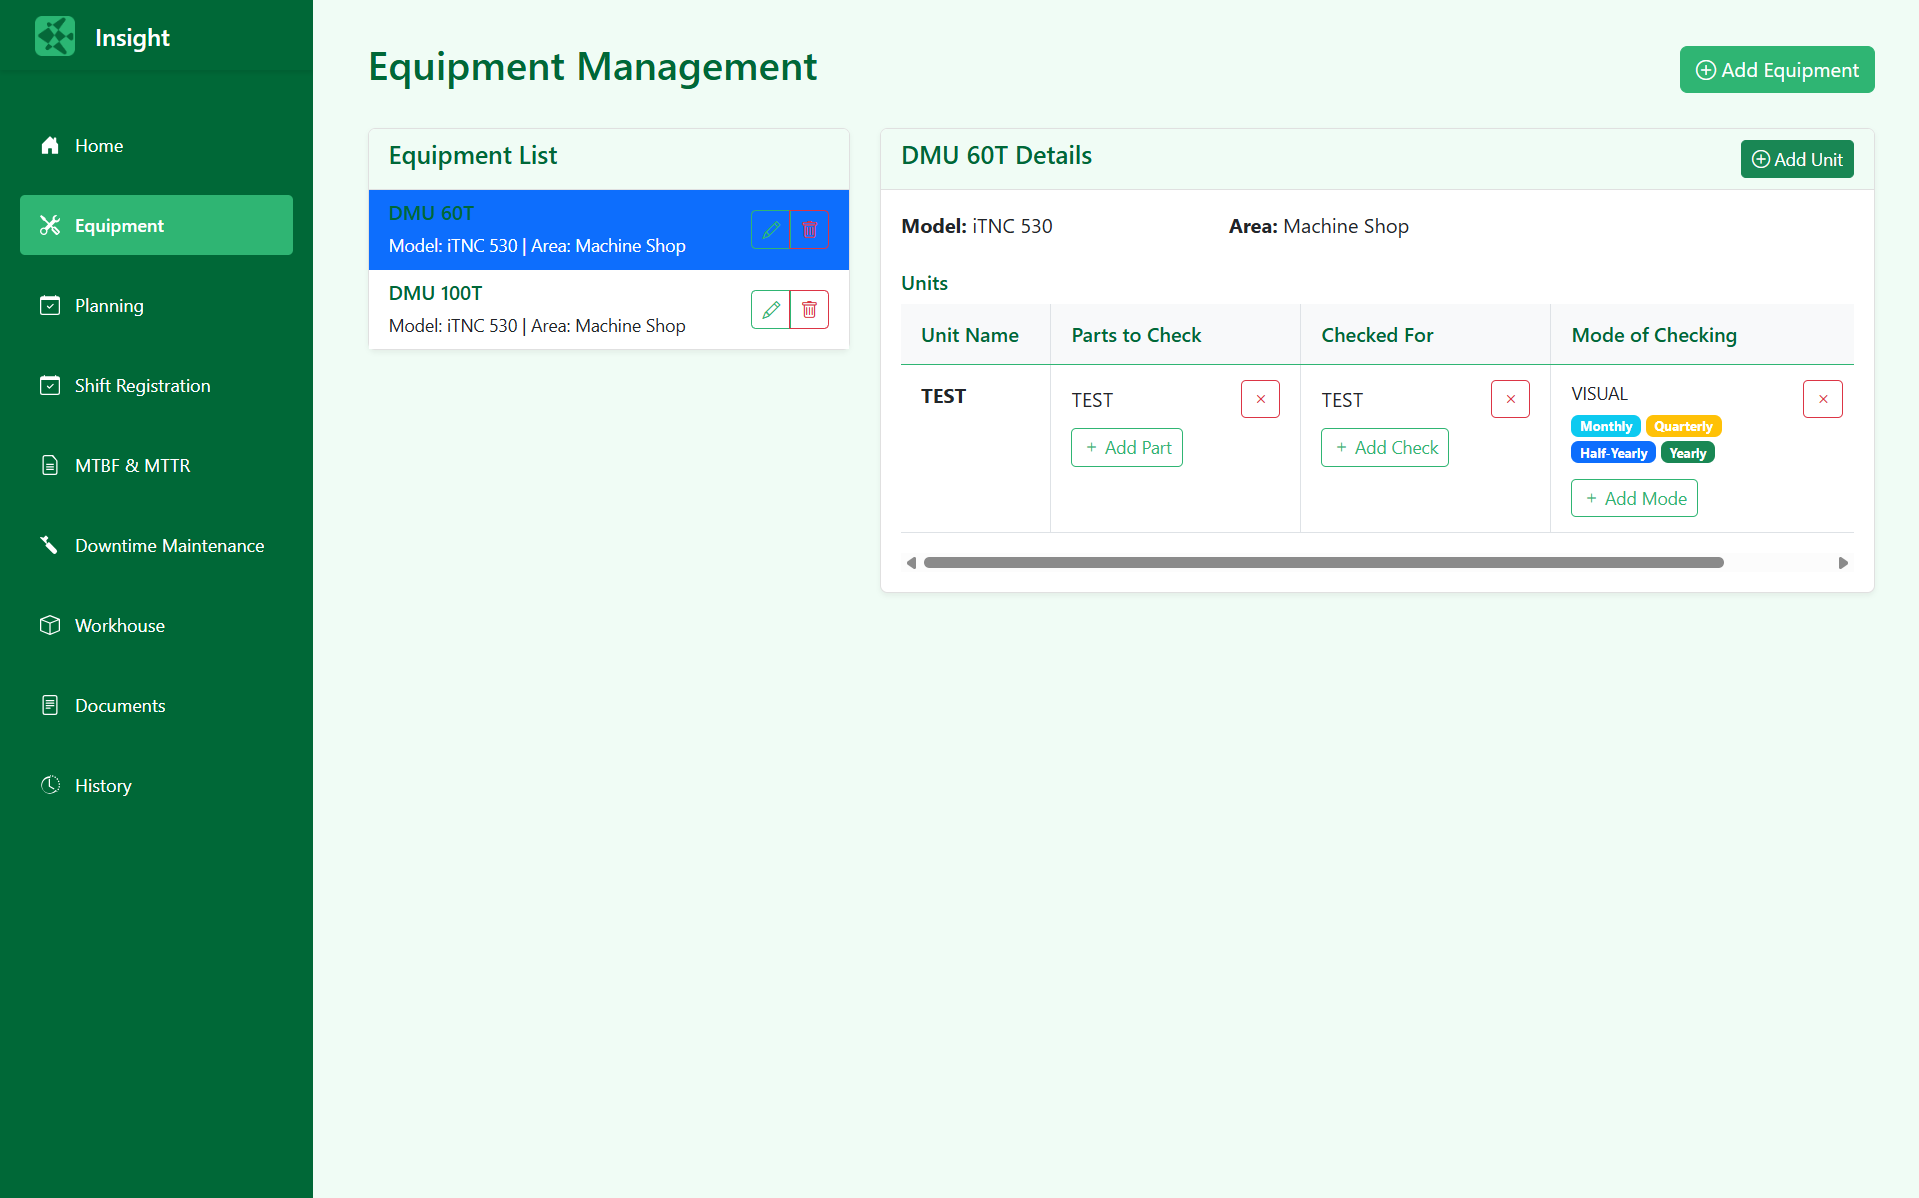 Insight
Home
Equipment
Planning
Shift Registration
MTBF & MTTR
Downtime Maintenance
Workhouse
Documents
History
Equipment Management
Add Equipment
Equipment List
DMU 60T
Model: iTNC 530 | Area: Machine Shop
DMU 100T
Model: iTNC 530 | Area: Machine Shop
DMU 60T Details
Add Unit
Model: iTNC 530
Area: Machine Shop
Units
Unit Name
Parts to Check
Checked For
Mode of Checking
TEST
TEST
+ Add Part
TEST
+ Add Check
VISUAL
Monthly
Quarterly
Half-Yearly
Yearly
+ Add Mode